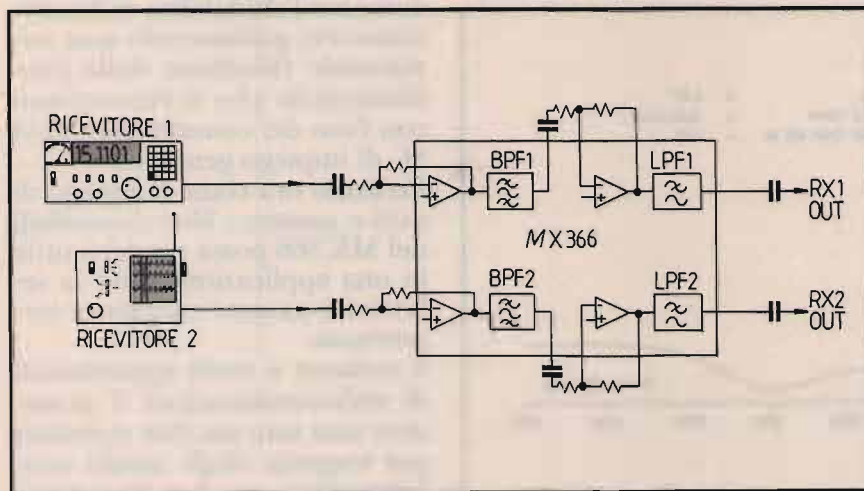 RICEVITORE 1
15.1101
BPF1
LPF1
RX1
OUT
MX366
RICEVITORE 2
BPF2
LPF2
RX2
OUT